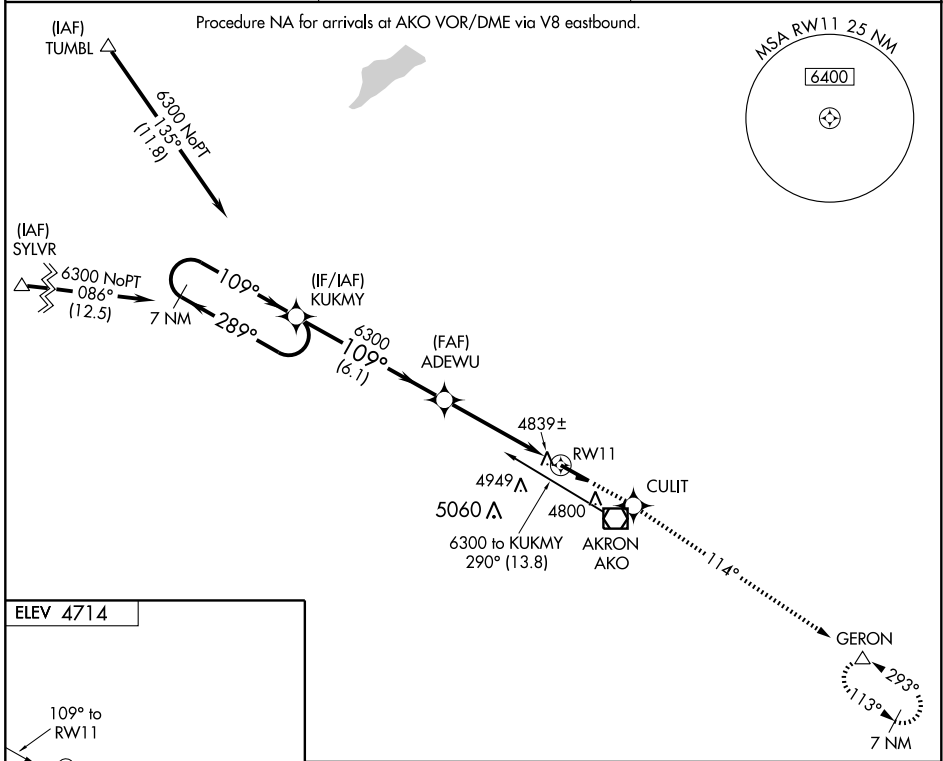 Procedure NA for arrivals at AKO VOR/DME via V8 eastbound.
(IAF)
TUMBL
6300 NoPT
135°
(11.8)
MSA RW11 25 NM
6400
(IAF)
SYLVR
6300 NoPT
086°
(12.5)
7 NM
109°
289°
(IF/IAF)
KUKMY
6300
109°
(6.1)
(FAF)
ADEWU
4839±
RW11
4949
5060
4800
CULIT
6300 to KUKMY
290° (13.8)
AKRON
AKO
114°
GERON
293°
113°
7 NM
ELEV 4714
109° to
RW11